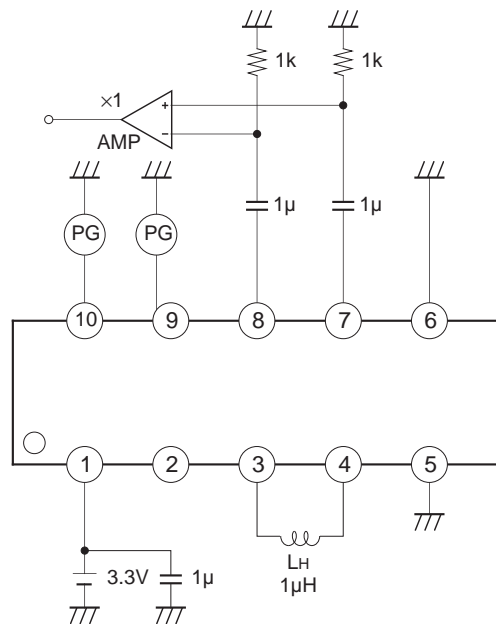 1k 1k
×1
+
AMP
−
1µ 1µ
PG PG
10 9 8 7 6
1 2 3 4 5
LH
3.3V 1µ 1µH